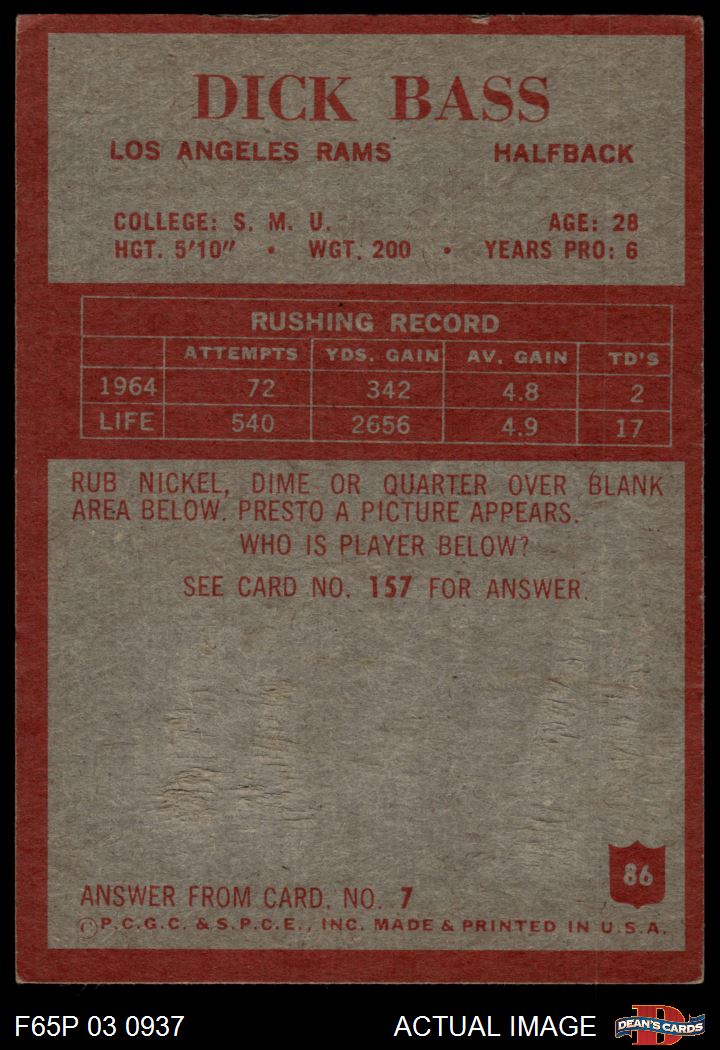 DICK BASS
LOS ANGELES RAMS HALFBACK
COLLEGE: S. M. U. AGE: 28
HGT. 5'10" • WGT. 200 • YEARS PRO: 6
RUSHING RECORD
ATTEMPTS YDS. GAIN AV. GAIN TD'S
1964 72 342 4.8 2
LIFE 540 2656 4.9 17
RUB NICKEL, DIME OR QUARTER OVER BLANK
AREA BELOW. PRESTO A PICTURE APPEARS.
WHO IS PLAYER BELOW?
SEE CARD NO. 157 FOR ANSWER.
86
ANSWER FROM CARD. NO. 7
©P.C.G.C. & S.P.C.E., INC. MADE & PRINTED IN U.S.A.
F65P 03 0937 ACTUAL IMAGE D DEAN'S CARDS